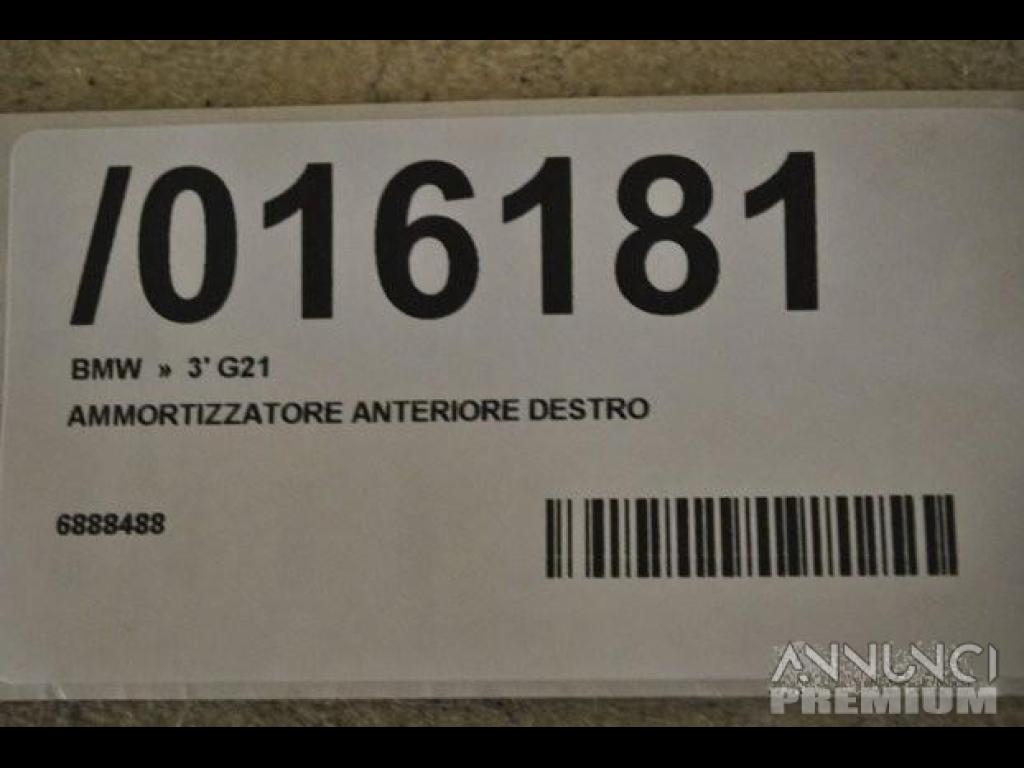 /016181
BMW » 3' G21
AMMORTIZZATORE ANTERIORE DESTRO
6888488
ANNUNCI
PREMIUM